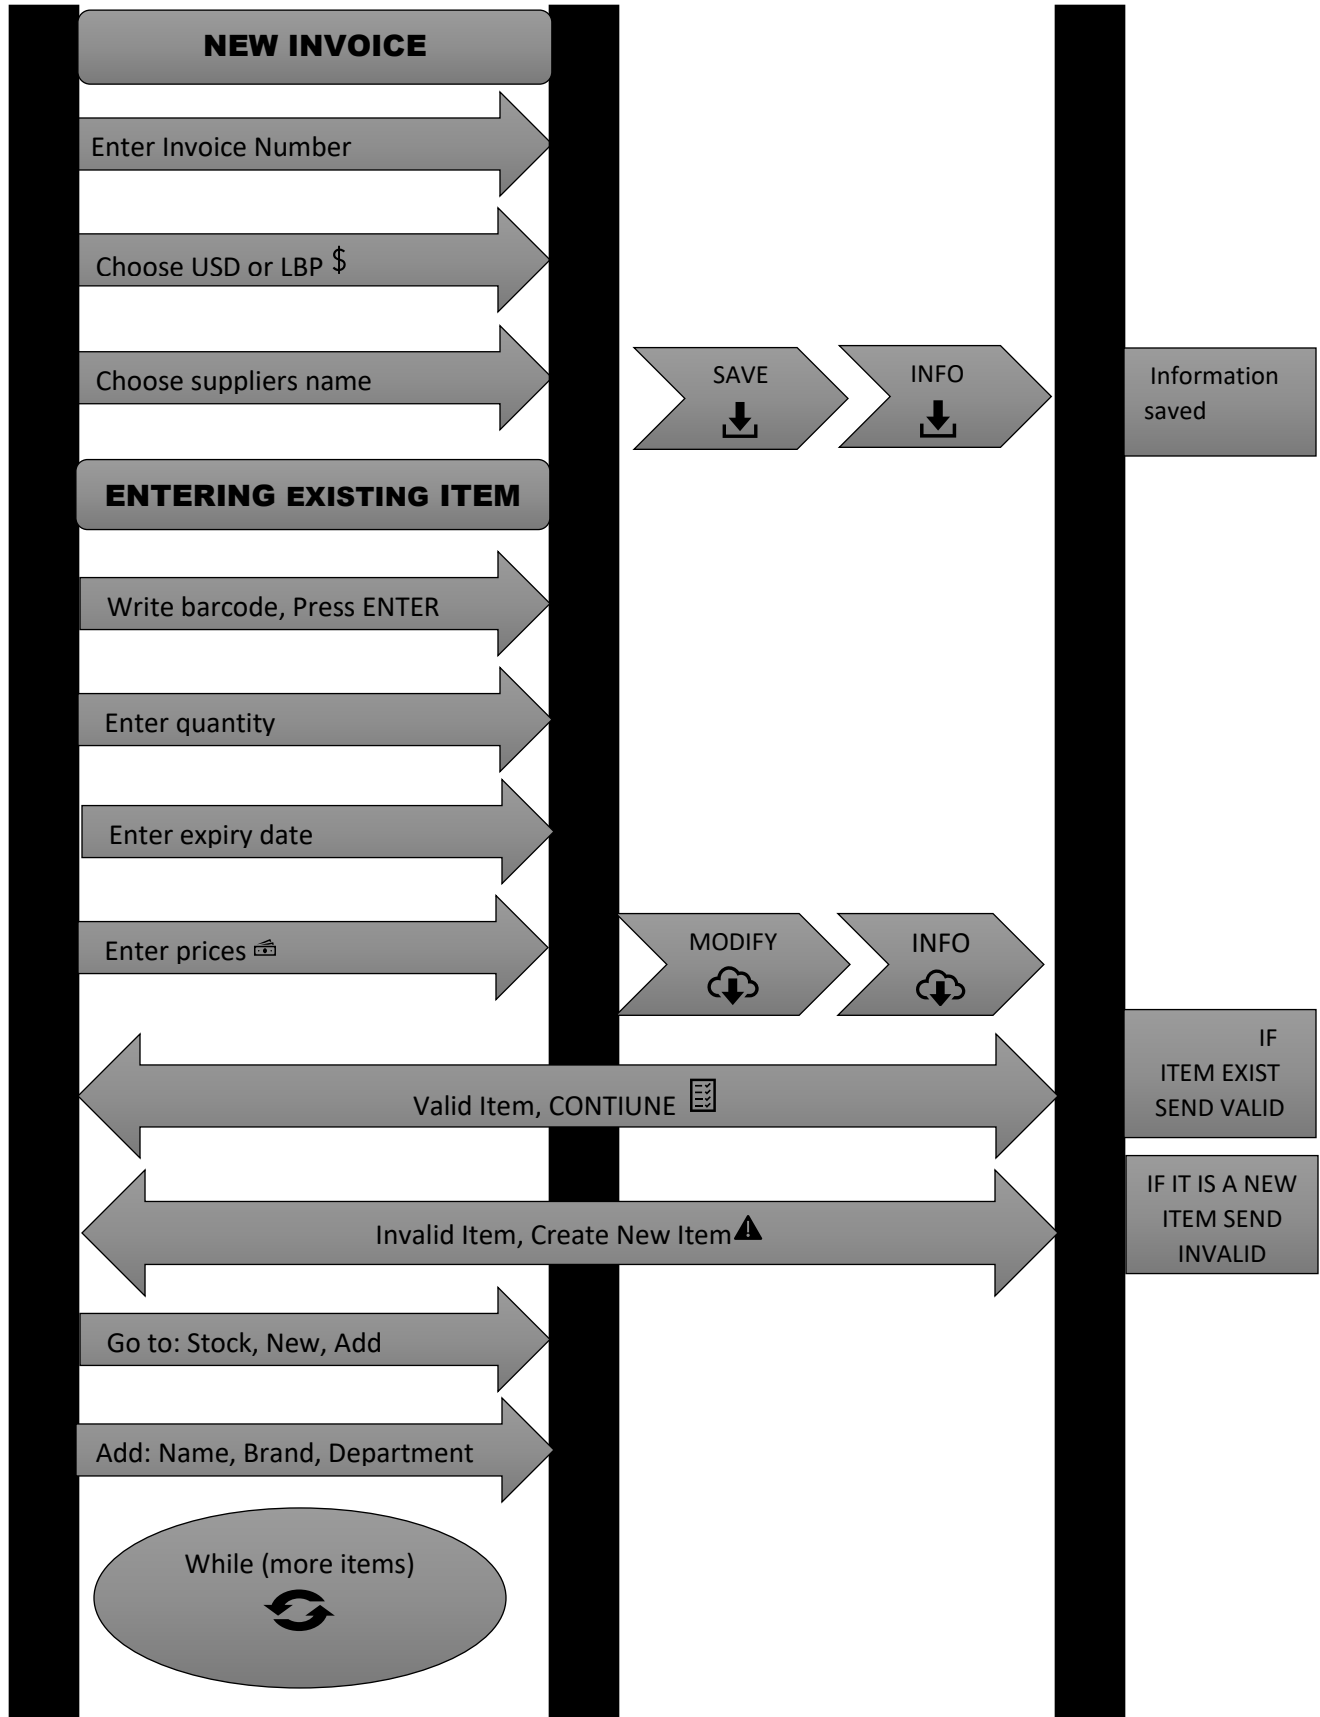 NEW INVOICE
Enter Invoice Number
Choose USD or LBP $
Choose suppliers name
SAVE
INFO
Information
saved
ENTERING EXISTING ITEM
Write barcode, Press ENTER
Enter quantity
Enter expiry date
Enter prices
MODIFY
INFO
IF
ITEM EXIST
SEND VALID
Valid Item, CONTIUNE
IF IT IS A NEW
ITEM SEND
INVALID
Invalid Item, Create New Item
Go to: Stock, New, Add
Add: Name, Brand, Department
While (more items)